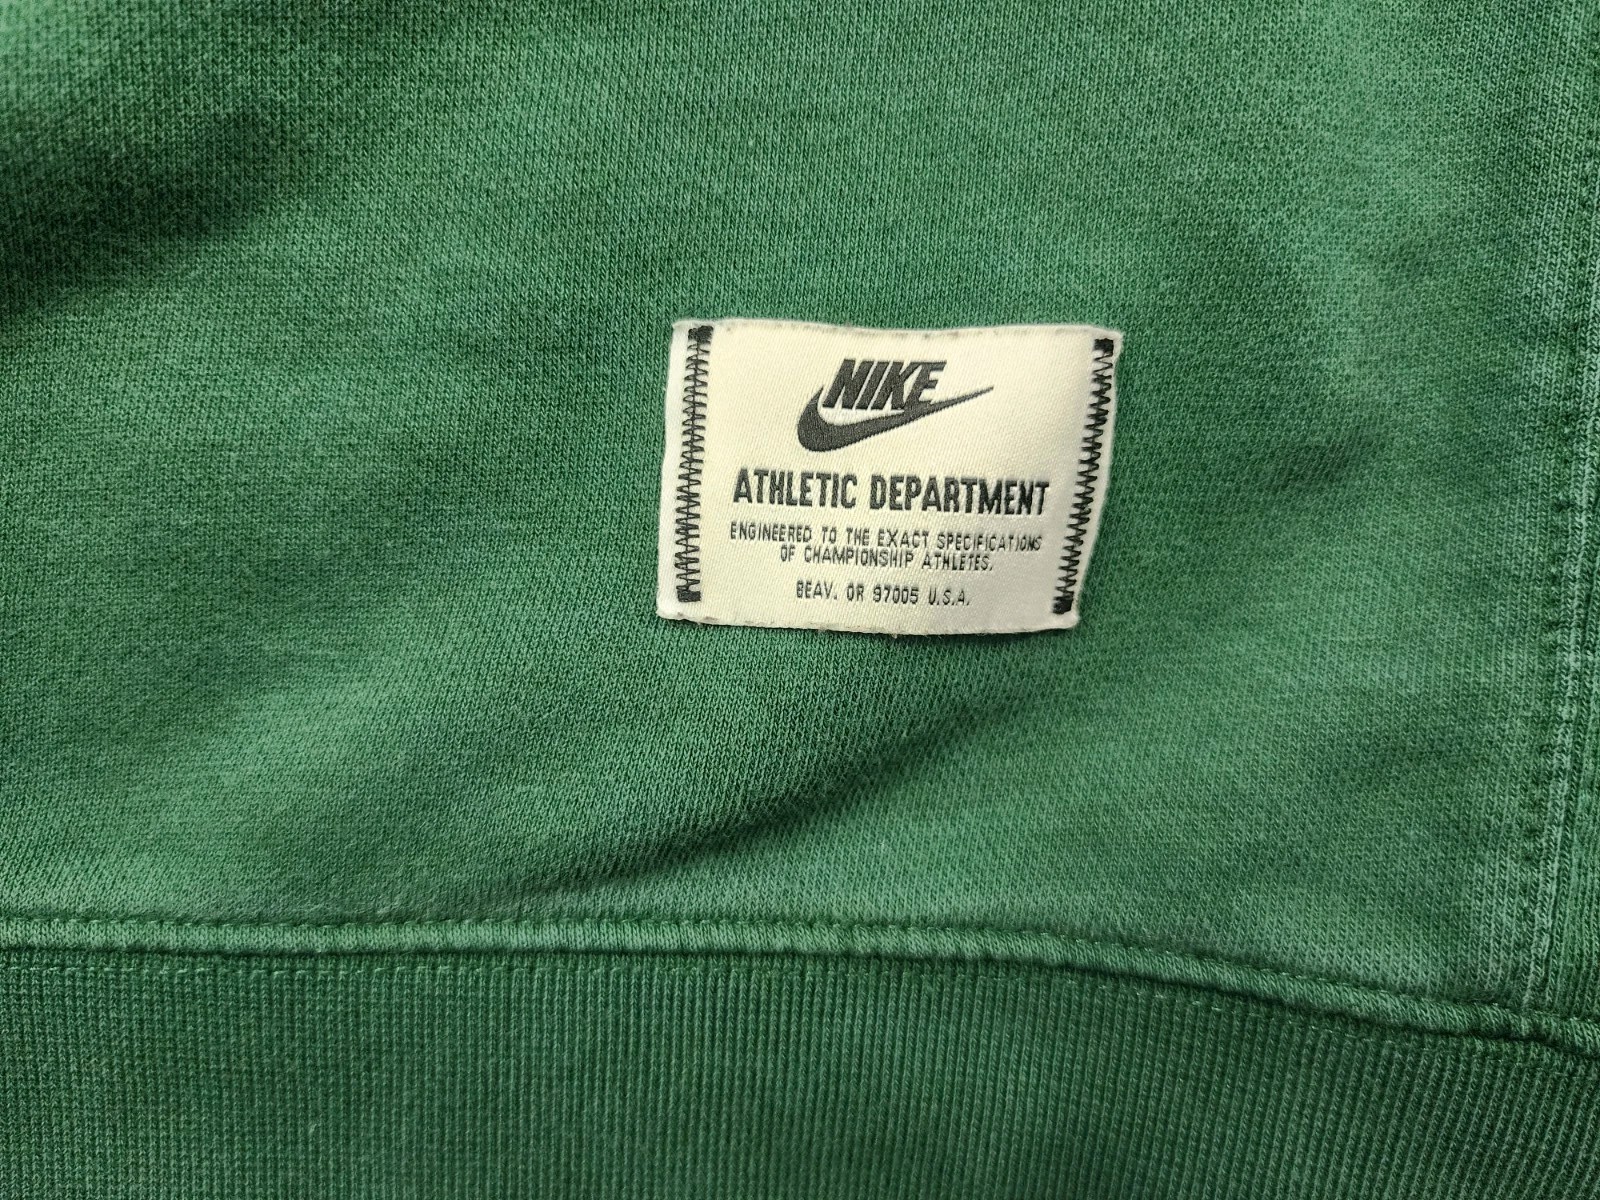 NIKE
ATHLETIC DEPARTMENT
ENGINEERED TO THE EXACT SPECIFICATIONS
OF CHAMPIONSHIP ATHLETES.
BEAV. OR 97005 U.S.A.